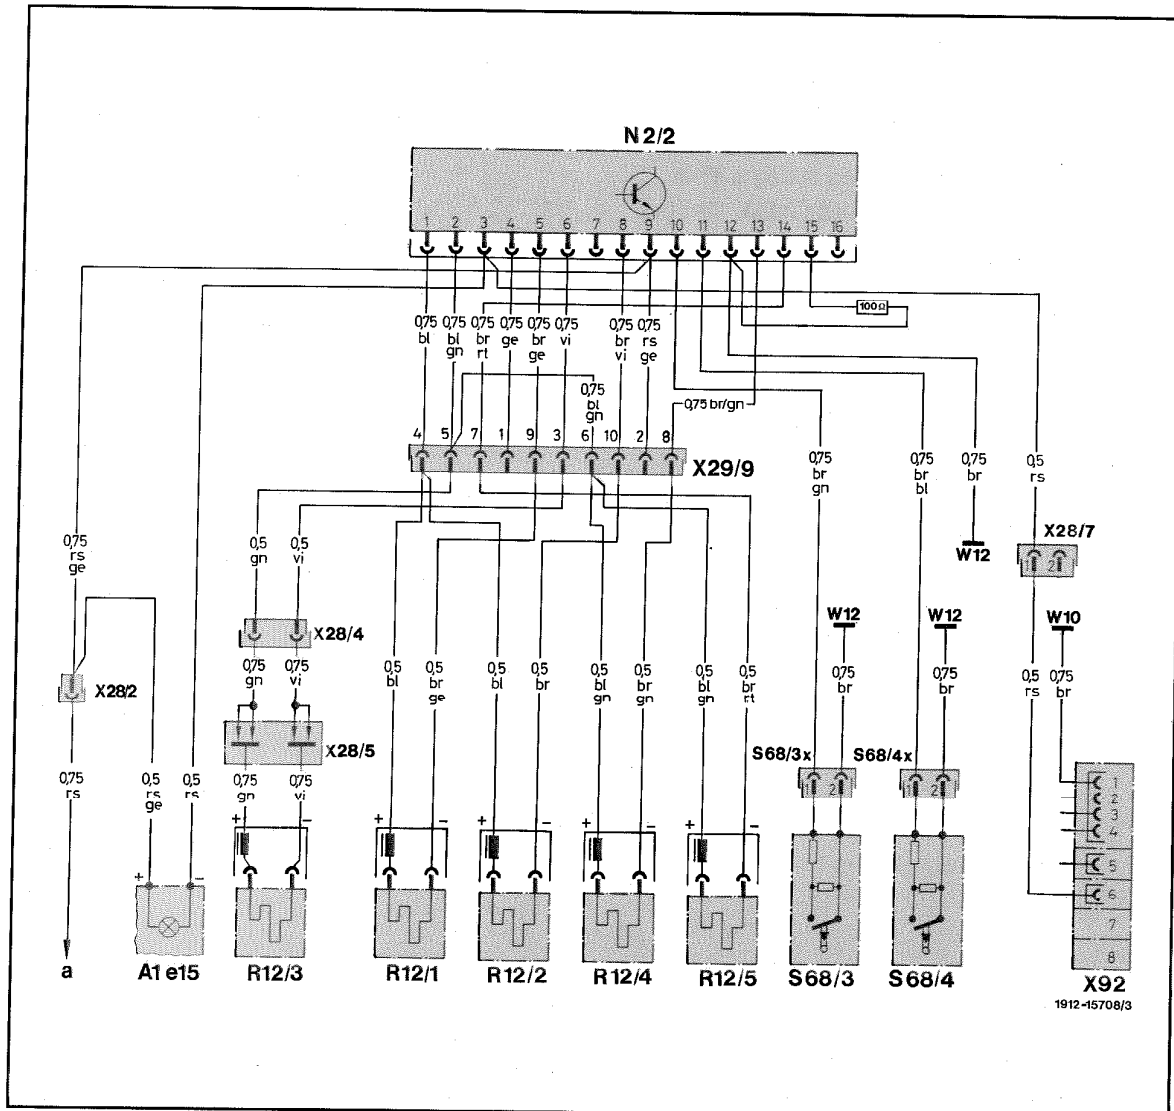 N 2/2
1 2 3 4 5 6 7 8 9 10 11 12 13 14 15 16
100Ω
0,75 bl
0,75 bl gn
0,75 br rt
0,75 ge
0,75 br ge
0,75 vi
0,75 br vi
0,75 rs ge
0,75 bl gn
0,75 br/gn
4 5 7 1 9 3 6 10 2 8
X29/9
0,75 br gn
0,75 br bl
0,75 br
0,5 rs
0,75 rs ge
0,5 gn
0,5 vi
W12
X28/7
1 2
X28/4
W12
W12
W10
0,75 gn
0,75 vi
0,5 bl
0,5 br ge
0,5 bl
0,5 br
0,5 bl gn
0,5 br gn
0,5 bl gn
0,5 br rt
0,75 br
0,75 br
0,5 rs
0,75 br
X28/2
X28/5
S68/3x
S68/4x
0,75 rs
0,5 rs ge
0,5 rs
0,75 gn
0,75 vi
1 2
1 2
1
2
3
4
5
6
7
8
+ −
+ −
+ −
+ −
+ −
+ −
a
A1 e15
R12/3
R12/1
R12/2
R12/4
R12/5
S68/3
S68/4
X92
1912-15708/3